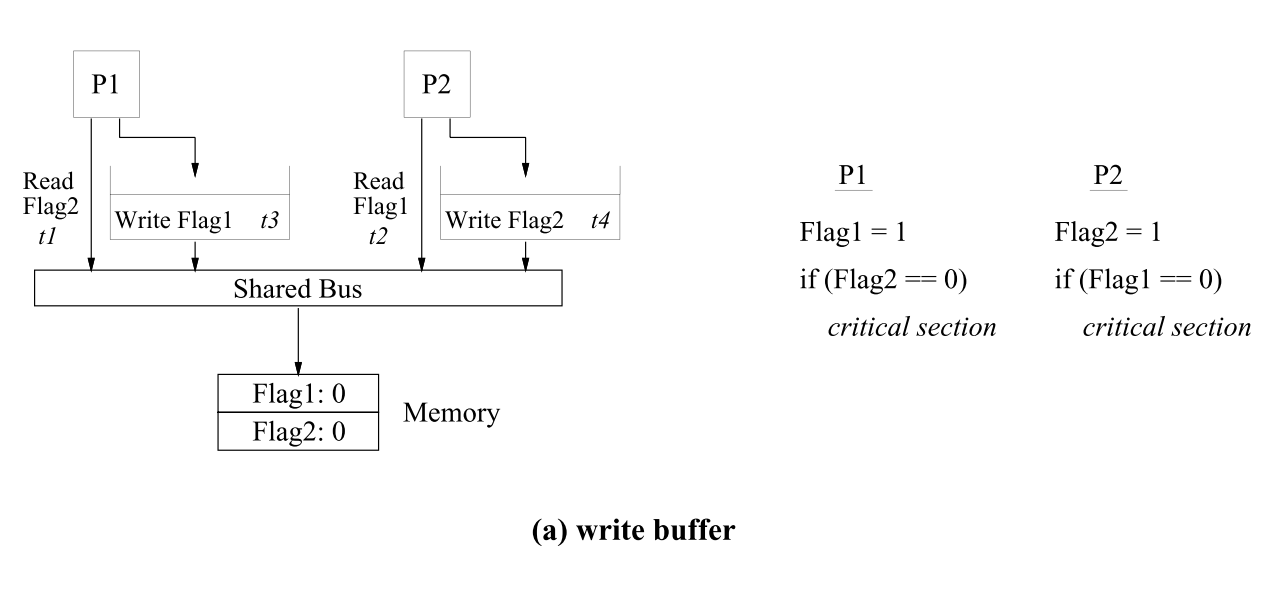 P1
P2
Read
Flag2
t1
Write Flag1 t3
Read
Flag1
t2
Write Flag2 t4
Shared Bus
Flag1: 0
Flag2: 0
Memory
P1
Flag1 = 1
if (Flag2 == 0)
critical section
P2
Flag2 = 1
if (Flag1 == 0)
critical section
(a) write buffer